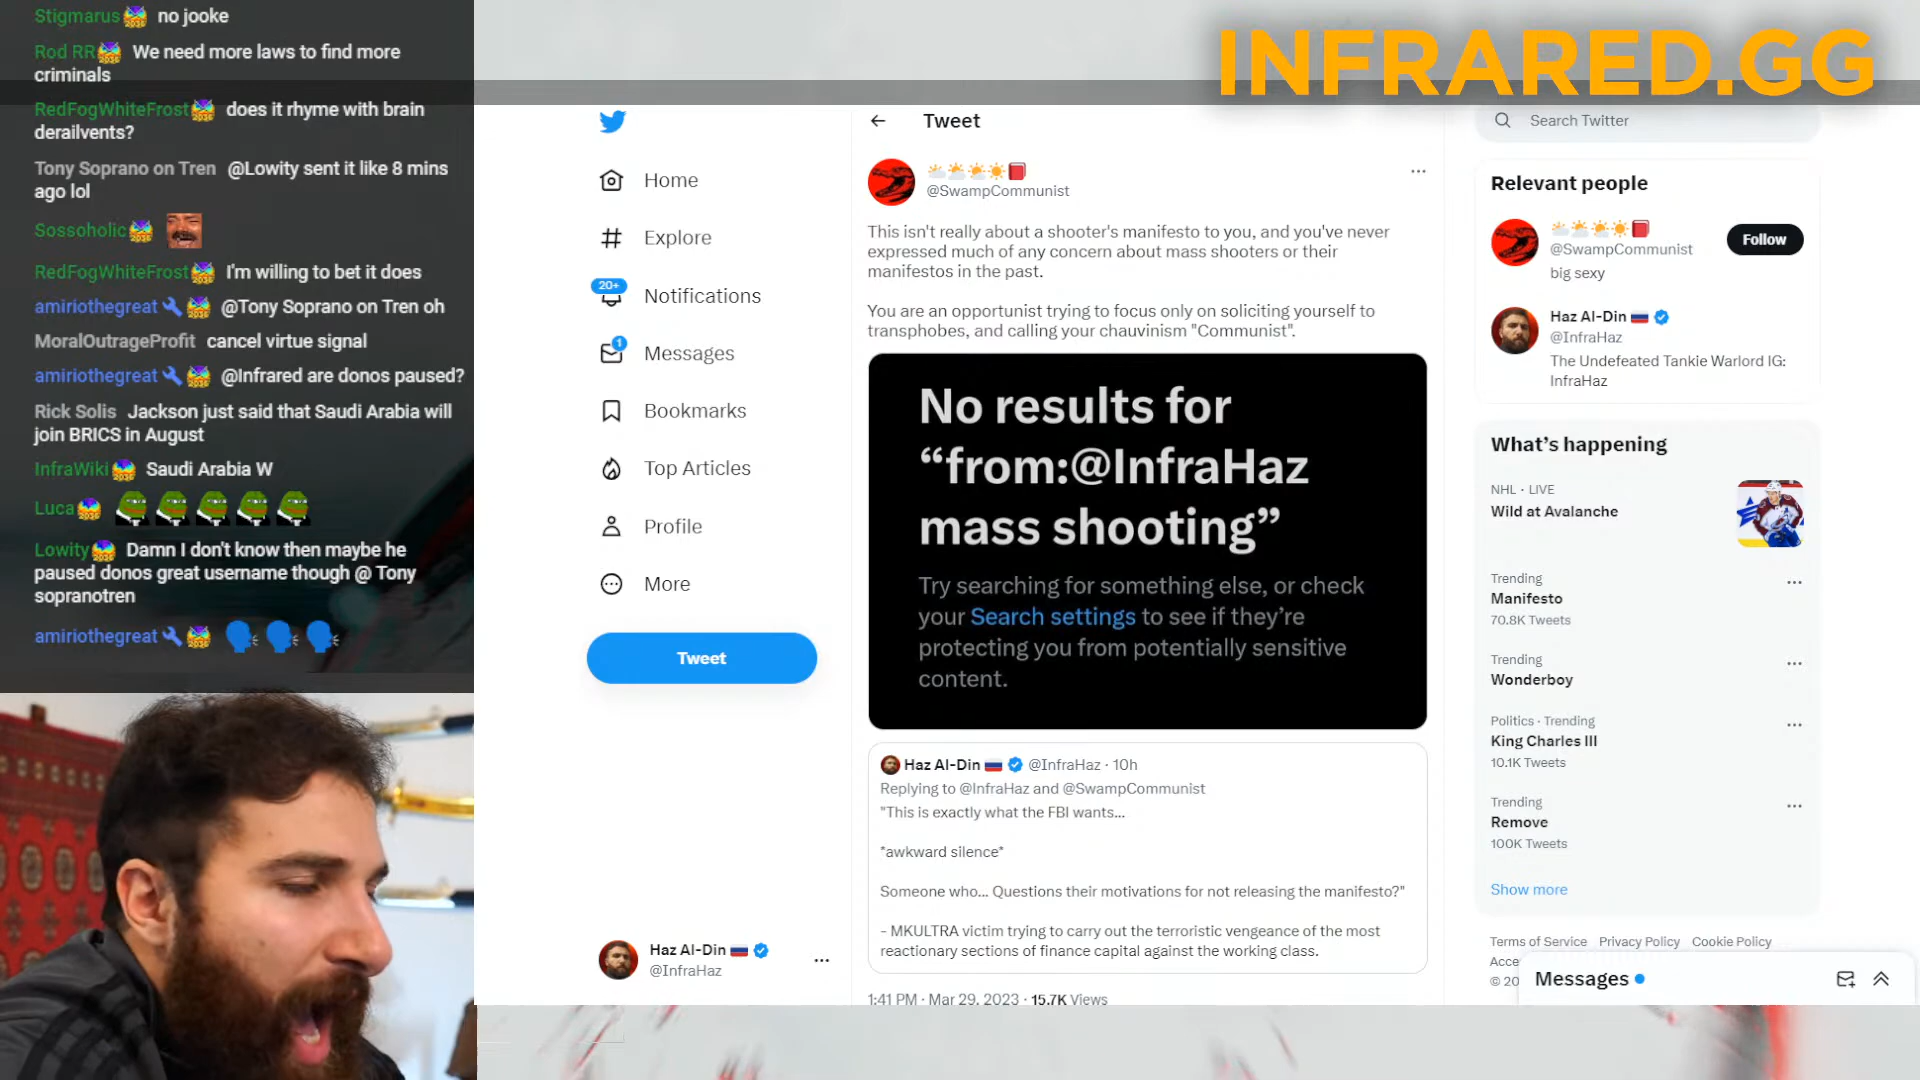 Stigmarus no jooke
Rod RR We need more laws to find more
criminals
RedFogWhiteFrost does it rhyme with brain
derailvents?
Tony Soprano on Tren @Lowity sent it like 8 mins
ago lol
Sossoholic
RedFogWhiteFrost I'm willing to bet it does
amiriothegreat @Tony Soprano on Tren oh
MoralOutrageProfit cancel virtue signal
amiriothegreat @Infrared are donos paused?
Rick Solis Jackson just said that Saudi Arabia will
join BRICS in August
InfraWiki Saudi Arabia W
Luca
Lowity Damn I don't know then maybe he
paused donos great username though @ Tony
sopranotren
amiriothegreat
INFRARED.GG
Home
Explore
20+
Notifications
1
Messages
Bookmarks
Top Articles
Profile
More
Tweet
Haz Al-Din
@InfraHaz
Tweet
@SwampCommunist
This isn't really about a shooter's manifesto to you, and you've never
expressed much of any concern about mass shooters or their
manifestos in the past.
You are an opportunist trying to focus only on soliciting yourself to
transphobes, and calling your chauvinism "Communist".
No results for
“from:@InfraHaz
mass shooting”
Try searching for something else, or check
your Search settings to see if they’re
protecting you from potentially sensitive
content.
Haz Al-Din @InfraHaz · 10h
Replying to @InfraHaz and @SwampCommunist
"This is exactly what the FBI wants...
*awkward silence*
Someone who... Questions their motivations for not releasing the manifesto?"
- MKULTRA victim trying to carry out the terroristic vengeance of the most
reactionary sections of finance capital against the working class.
1:41 PM · Mar 29, 2023 · 15.7K Views
Search Twitter
Relevant people
@SwampCommunist
Follow
big sexy
Haz Al-Din
@InfraHaz
The Undefeated Tankie Warlord IG:
InfraHaz
What’s happening
NHL · LIVE
Wild at Avalanche
Trending
Manifesto
70.8K Tweets
Trending
Wonderboy
Politics · Trending
King Charles III
10.1K Tweets
Trending
Remove
100K Tweets
Show more
Terms of Service Privacy Policy Cookie Policy
Acce
© 20
Messages